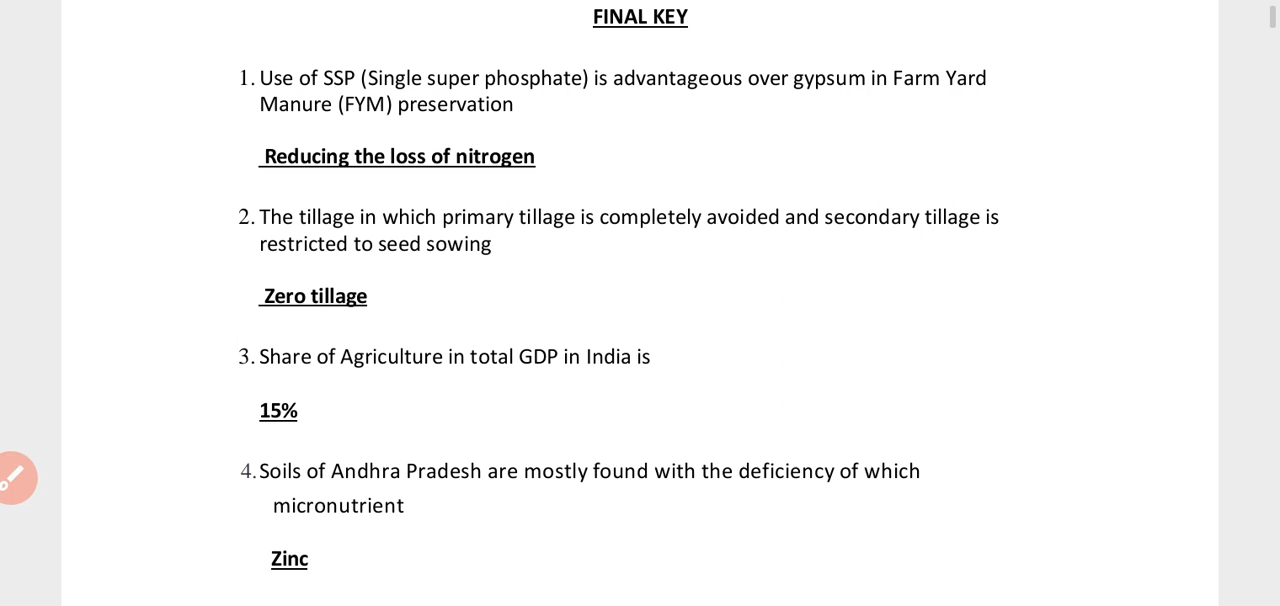 FINAL KEY
1. Use of SSP (Single super phosphate) is advantageous over gypsum in Farm Yard
Manure (FYM) preservation
Reducing the loss of nitrogen
2. The tillage in which primary tillage is completely avoided and secondary tillage is
restricted to seed sowing
Zero tillage
3. Share of Agriculture in total GDP in India is
15%
4. Soils of Andhra Pradesh are mostly found with the deficiency of which
micronutrient
Zinc